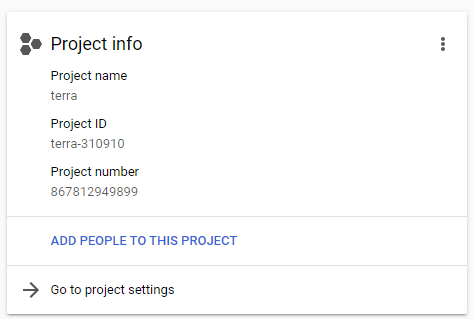 Project info
Project name
terra
Project ID
terra-310910
Project number
867812949899
ADD PEOPLE TO THIS PROJECT
Go to project settings